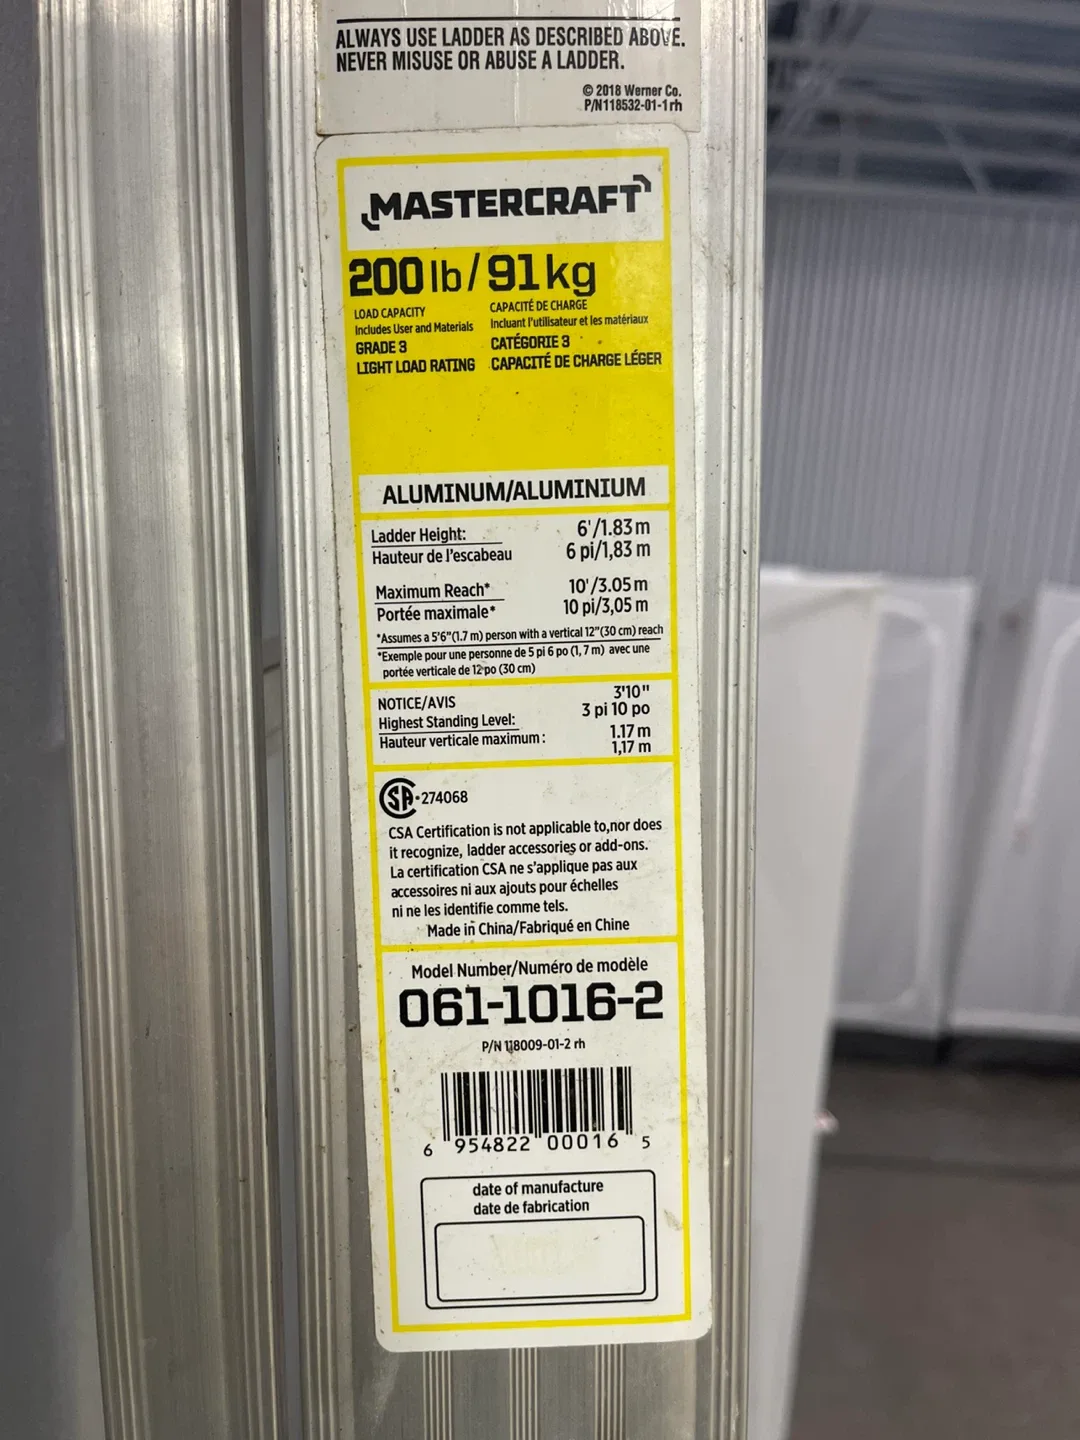 ALWAYS USE LADDER AS DESCRIBED ABOVE.
NEVER MISUSE OR ABUSE A LADDER.
© 2018 Werner Co.
P/N118532-01-1rh
MASTERCRAFT
200 lb/91kg
LOAD CAPACITY
Includes User and Materials
GRADE 3
LIGHT LOAD RATING
CAPACITÉ DE CHARGE
Incluant l'utilisateur et les matériaux
CATÉGORIE 3
CAPACITÉ DE CHARGE LÉGER
ALUMINUM/ALUMINIUM
Ladder Height: 6'/1.83 m
Hauteur de l'escabeau 6 pi/1,83 m
Maximum Reach* 10'/3.05 m
Portée maximale* 10 pi/3,05 m
*Assumes a 5'6"(1.7 m) person with a vertical 12"(30 cm) reach
*Exemple pour une personne de 5 pi 6 po (1,7 m) avec une
portée verticale de 12 po (30 cm)
NOTICE/AVIS 3'10"
Highest Standing Level: 3 pi 10 po
Hauteur verticale maximum: 1.17 m
1,17 m
CSA 274068
CSA Certification is not applicable to,nor does
it recognize, ladder accessories or add-ons.
La certification CSA ne s'applique pas aux
accessoires ni aux ajouts pour échelles
ni ne les identifie comme tels.
Made in China/Fabriqué en Chine
Model Number/Numéro de modèle
061-1016-2
P/N 118009-01-2 rh
6 954822 00016 5
date of manufacture
date de fabrication